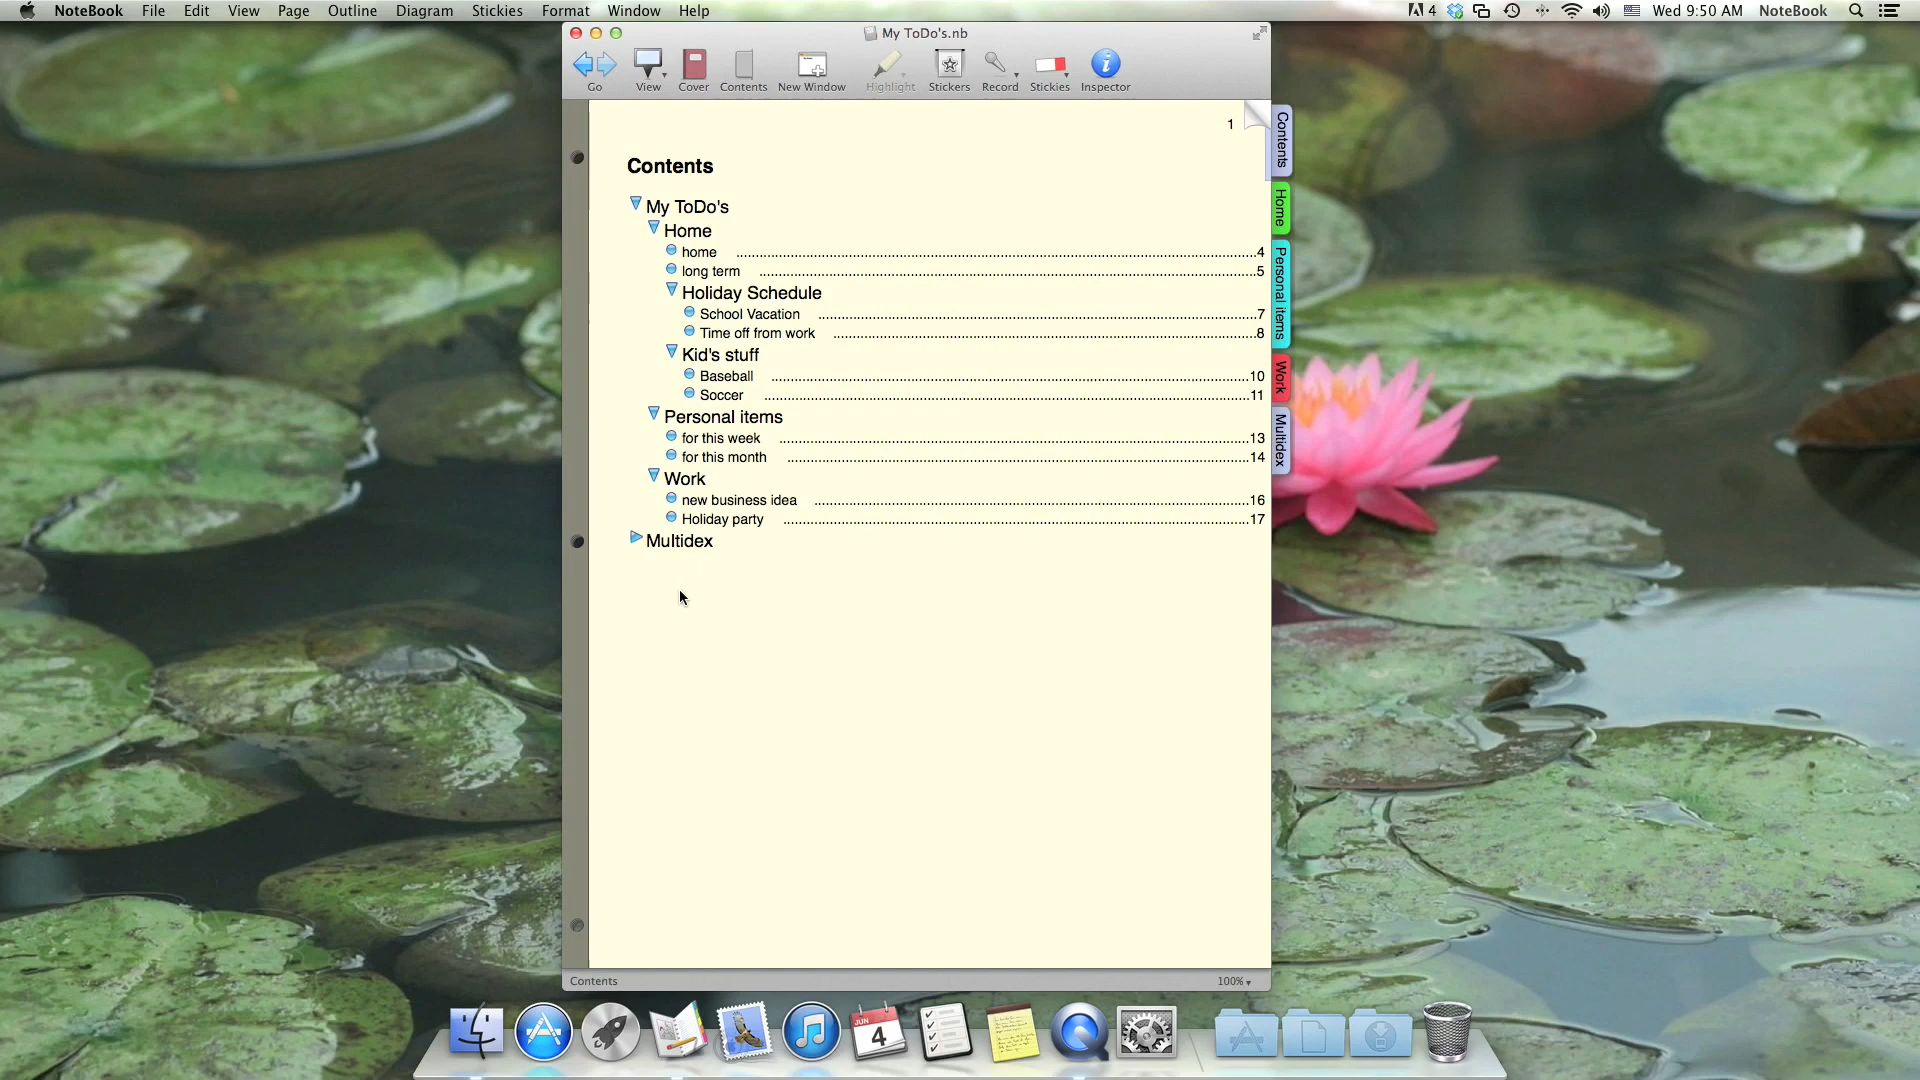 NoteBook File Edit View Page Outline Diagram Stickies Format Window Help
4 Wed 9:50 AM NoteBook
My ToDo's.nb
Go View Cover Contents New Window Highlight Stickers Record Stickies Inspector
1
Contents
My ToDo's
Home
home 4
long term 5
Holiday Schedule
School Vacation 7
Time off from work 8
Kid's stuff
Baseball 10
Soccer 11
Personal items
for this week 13
for this month 14
Work
new business idea 16
Holiday party 17
Multidex
Contents
Home
Personal items
Work
Multidex
Contents 100%
JUN
4